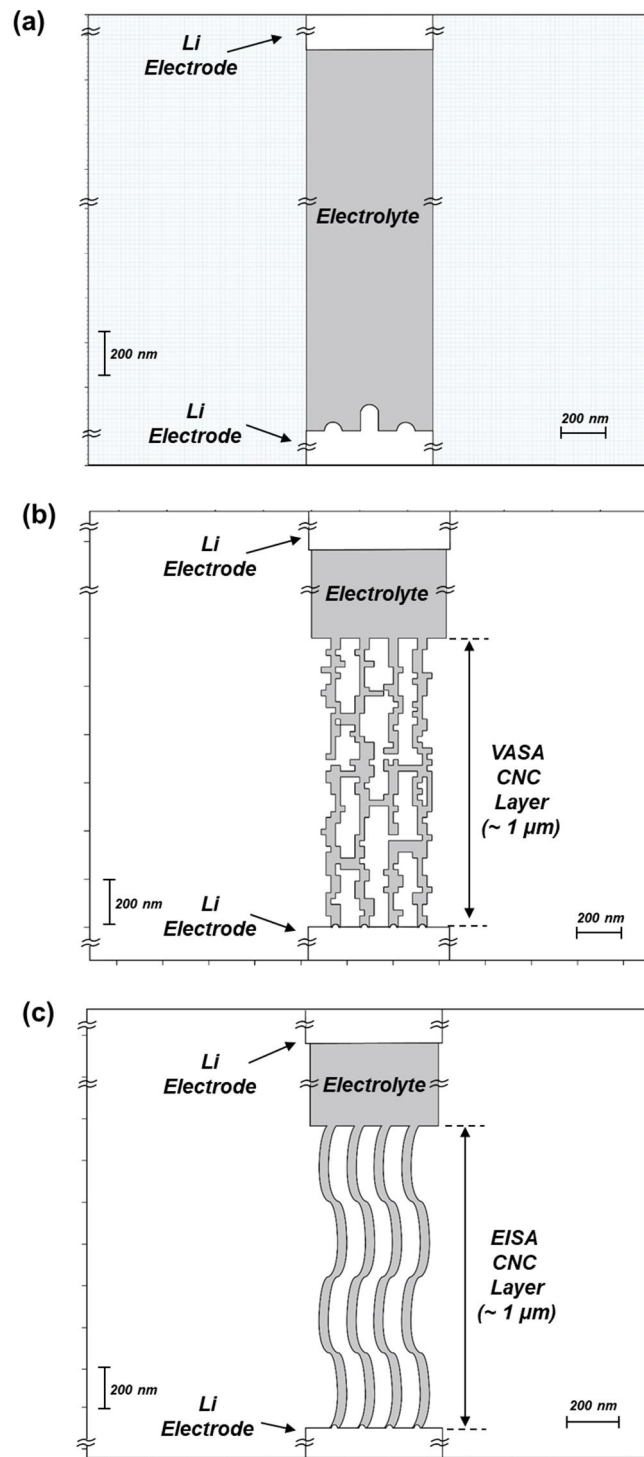 (a)
Li
Electrode
Electrolyte
200 nm
Li
Electrode
200 nm
(b)
Li
Electrode
Electrolyte
VASA
CNC
Layer
(~ 1 µm)
200 nm
Li
Electrode
200 nm
(c)
Li
Electrode
Electrolyte
EISA
CNC
Layer
(~ 1 µm)
200 nm
Li
Electrode
200 nm